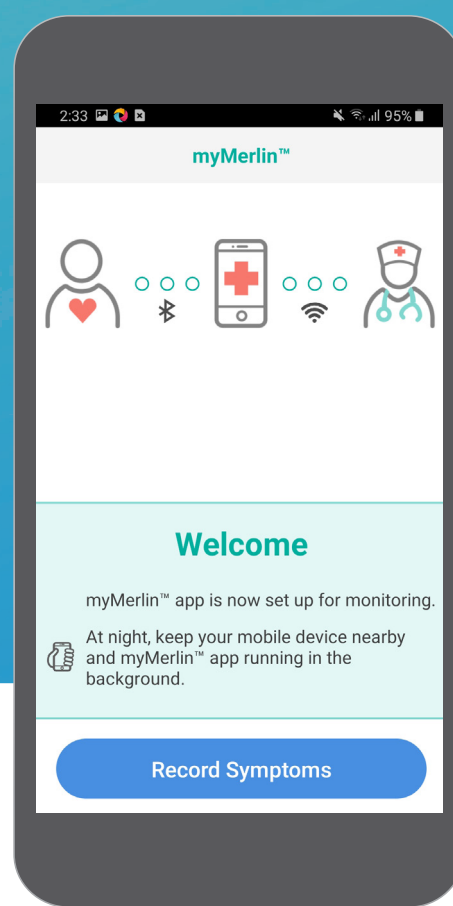 2:33 95%
myMerlin™
Welcome
myMerlin™ app is now set up for monitoring.
At night, keep your mobile device nearby
and myMerlin™ app running in the
background.
Record Symptoms